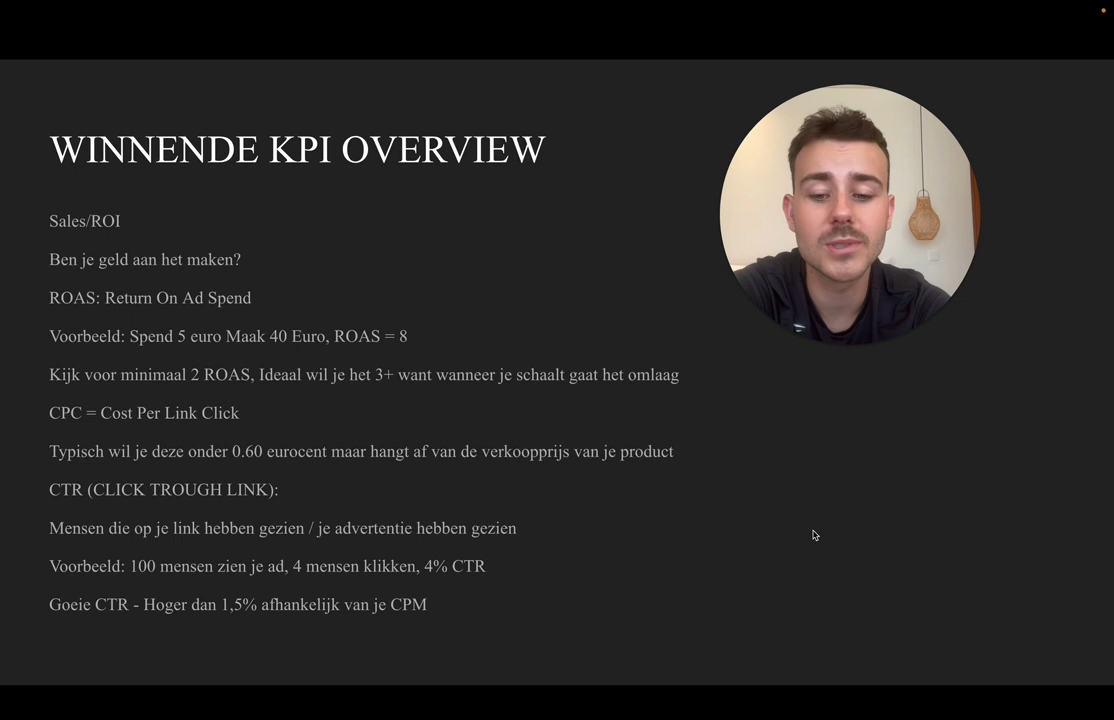 WINNENDE KPI OVERVIEW
Sales/ROI
Ben je geld aan het maken?
ROAS: Return On Ad Spend
Voorbeeld: Spend 5 euro Maak 40 Euro, ROAS = 8
Kijk voor minimaal 2 ROAS, Ideaal wil je het 3+ want wanneer je schaalt gaat het omlaag
CPC = Cost Per Link Click
Typisch wil je deze onder 0.60 eurocent maar hangt af van de verkoopprijs van je product
CTR (CLICK TROUGH LINK):
Mensen die op je link hebben gezien / je advertentie hebben gezien
Voorbeeld: 100 mensen zien je ad, 4 mensen klikken, 4% CTR
Goeie CTR - Hoger dan 1,5% afhankelijk van je CPM